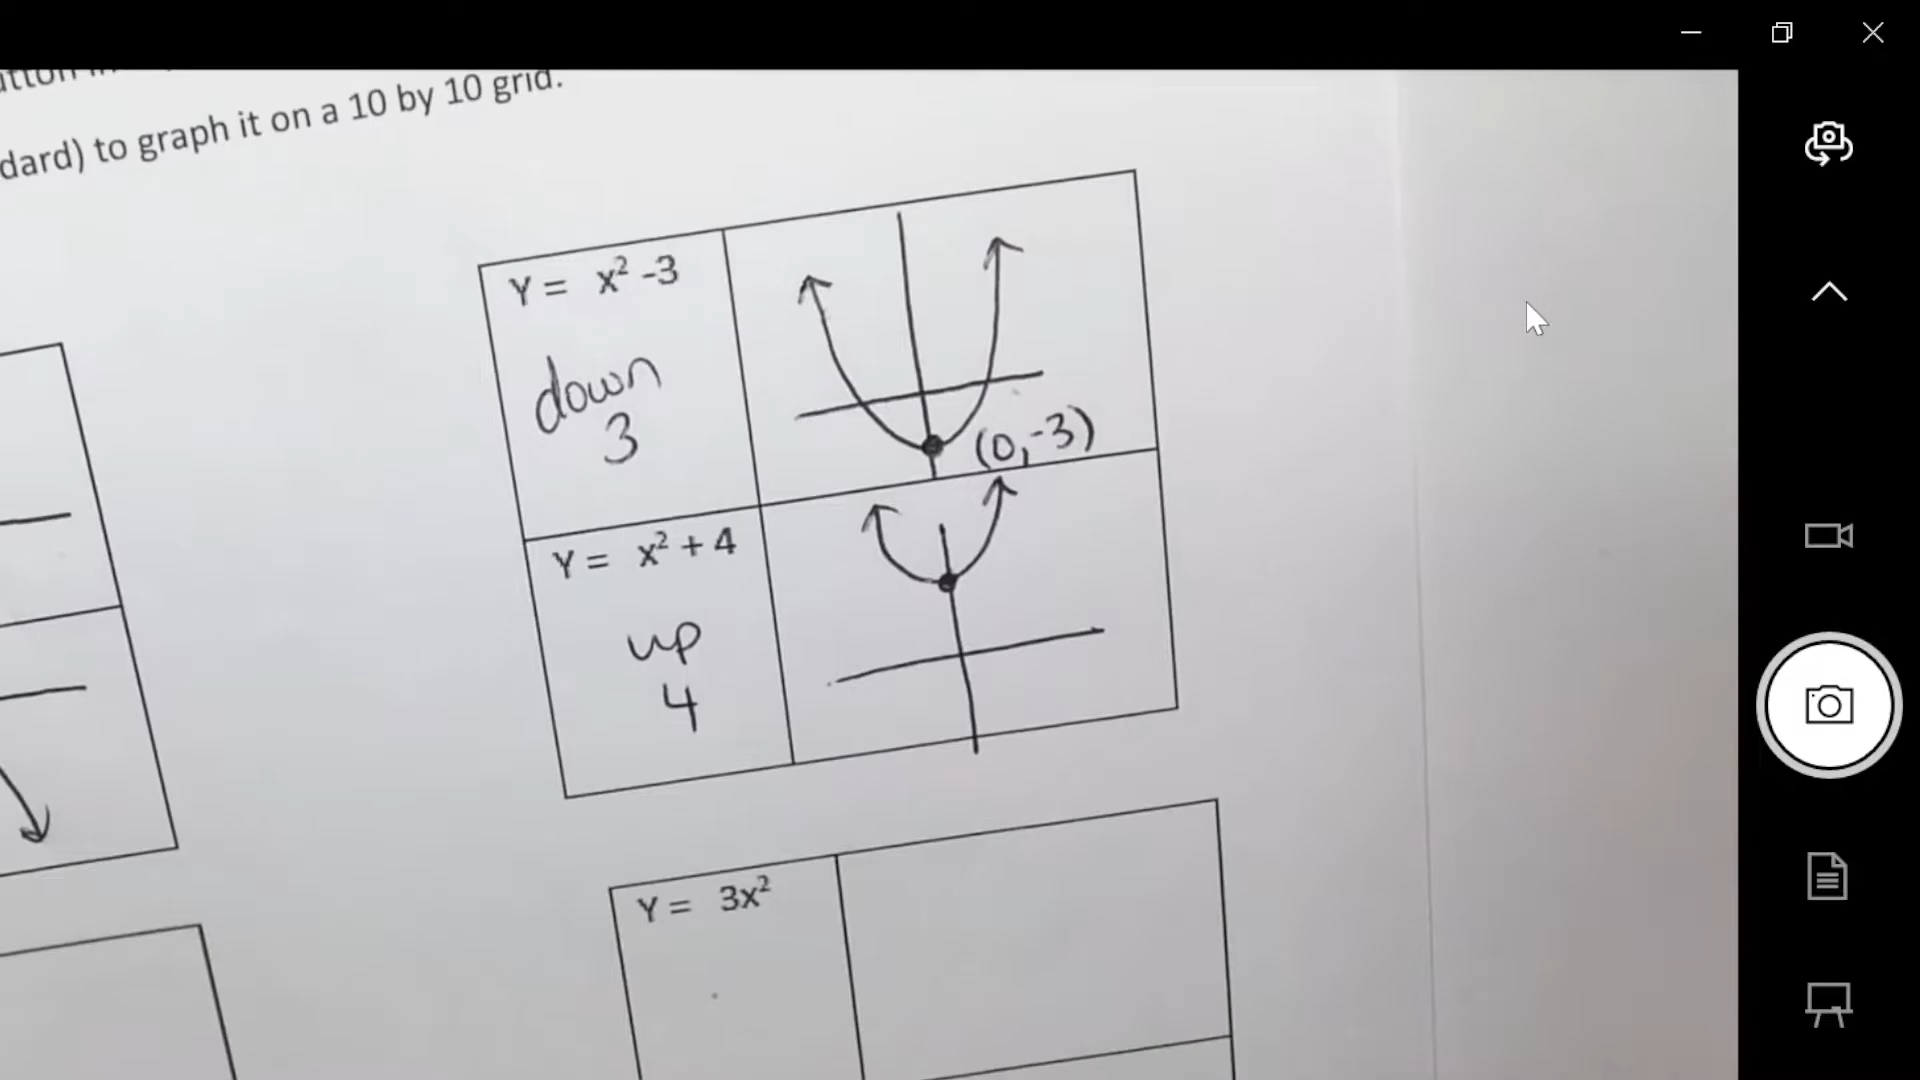 dard) to graph it on a 10 by 10 grid.
Y = x² -3
down
3
(0,-3)
Y = x² + 4
up
4
Y = 3x²